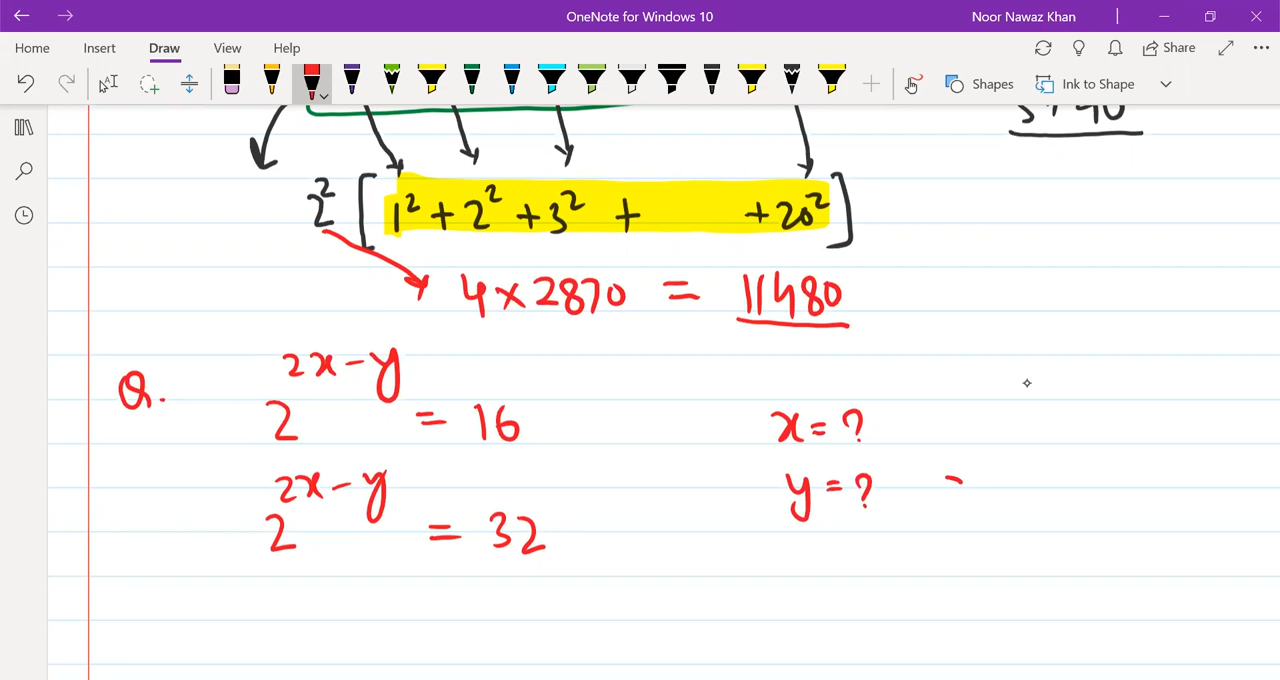 OneNote for Windows 10
Noor Nawaz Khan
Home Insert Draw View Help Share
Shapes Ink to Shape
2² [ 1² + 2² + 3² + + 20² ]
4 × 2870 = 11480
Q. 2^(2x-y) = 16
x = ?
2^(2x-y) = 32
y = ?